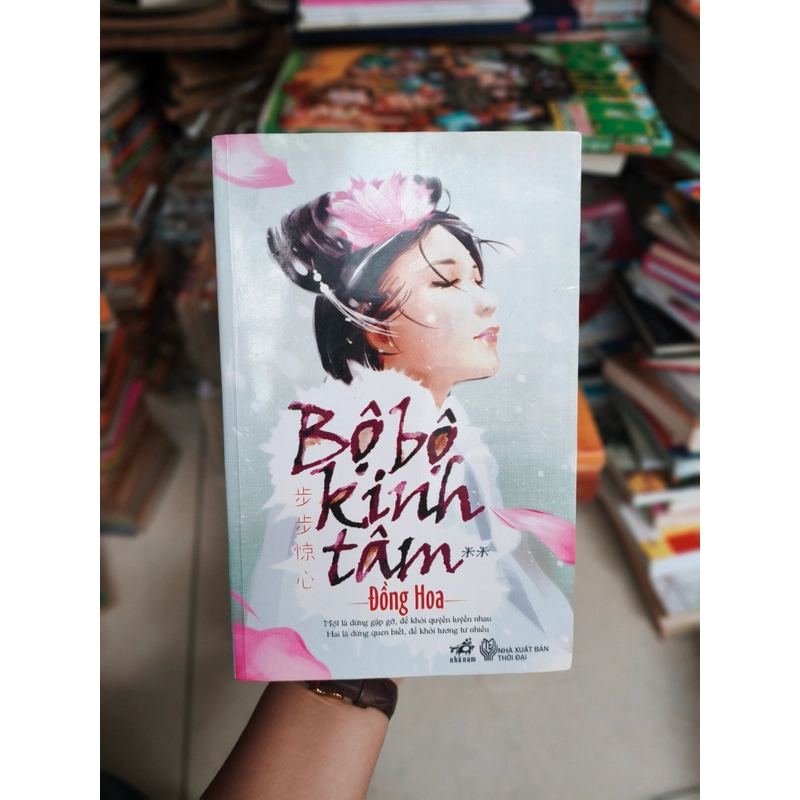 Bộ bộ
kinh
tâm**
步步惊心
Đồng Hoa
Một là đừng gặp gỡ, để khỏi quyến luyến nhau
Hai là đừng quen biết, để khỏi tương tư nhiều
nhã nam
NHÀ XUẤT BẢN
THỜI ĐẠI